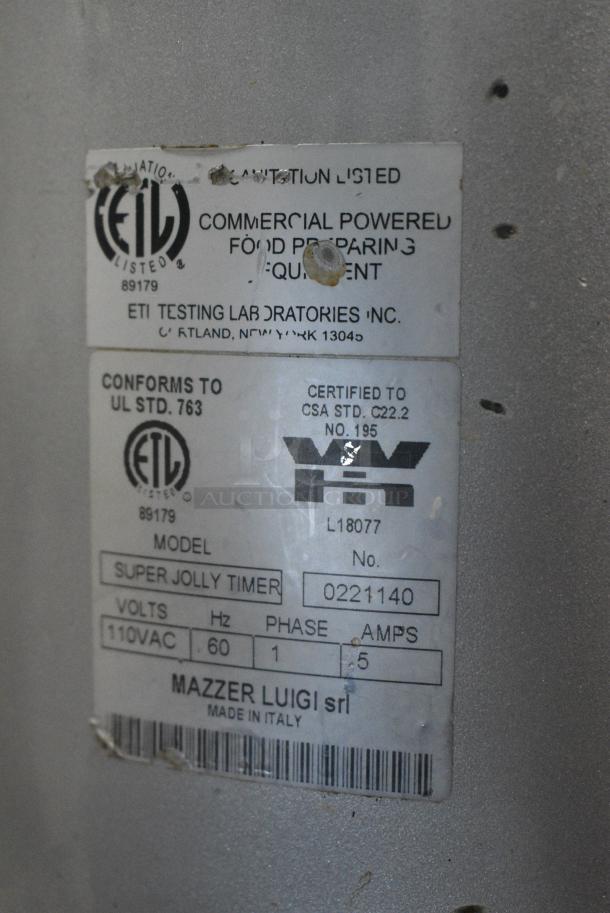 SANITATION LISTED
ETL
LISTED
89179
COMMERCIAL POWERED
FOOD PREPARING
EQUIPMENT
ETL TESTING LABORATORIES INC.
CORTLAND, NEW YORK 13045
CONFORMS TO
UL STD. 763
ETL
LISTED
89179
CERTIFIED TO
CSA STD. C22.2
NO. 195
L18077
AUCTION GROUP
MODEL
No.
SUPER JOLLY TIMER
0221140
VOLTS Hz PHASE AMPS
110VAC 60 1 5
MAZZER LUIGI srl
MADE IN ITALY